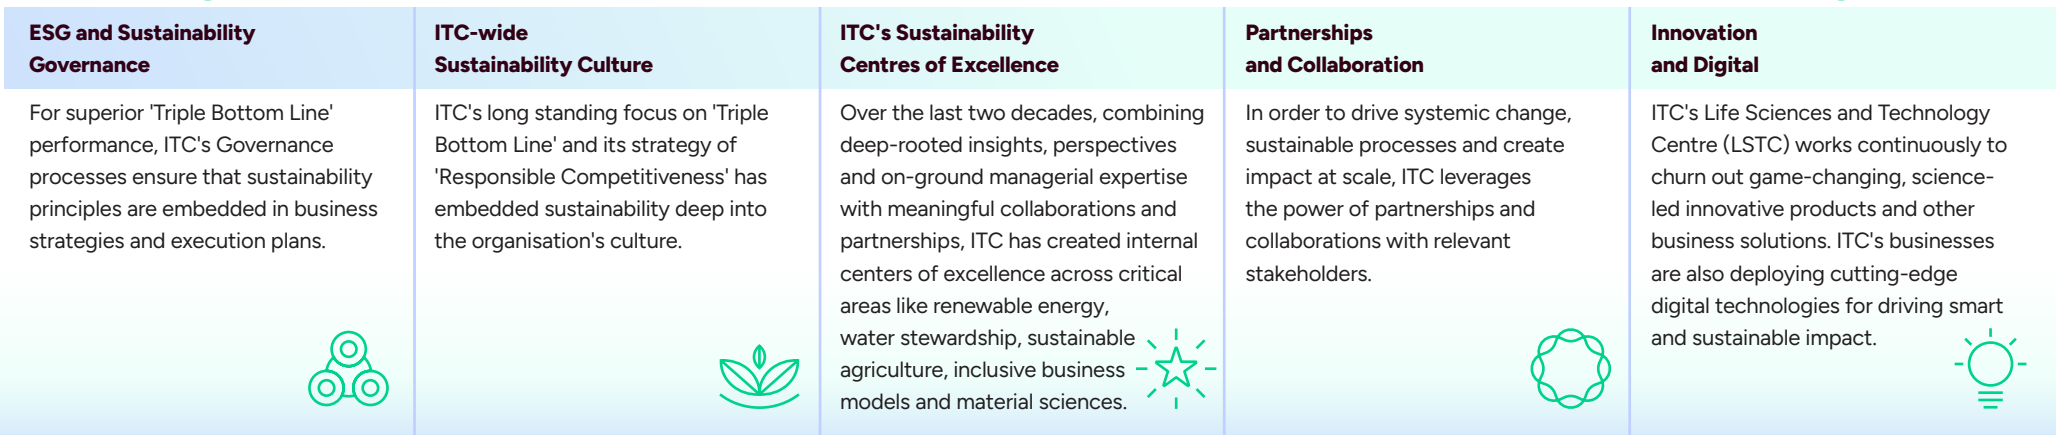 ESG and Sustainability
Governance
For superior 'Triple Bottom Line'
performance, ITC's Governance
processes ensure that sustainability
principles are embedded in business
strategies and execution plans.
ITC-wide
Sustainability Culture
ITC's long standing focus on 'Triple
Bottom Line' and its strategy of
'Responsible Competitiveness' has
embedded sustainability deep into
the organisation's culture.
ITC's Sustainability
Centres of Excellence
Over the last two decades, combining
deep-rooted insights, perspectives
and on-ground managerial expertise
with meaningful collaborations and
partnerships, ITC has created internal
centers of excellence across critical
areas like renewable energy,
water stewardship, sustainable
agriculture, inclusive business
models and material sciences.
Partnerships
and Collaboration
In order to drive systemic change,
sustainable processes and create
impact at scale, ITC leverages
the power of partnerships and
collaborations with relevant
stakeholders.
Innovation
and Digital
ITC's Life Sciences and Technology
Centre (LSTC) works continuously to
churn out game-changing, science-
led innovative products and other
business solutions. ITC's businesses
are also deploying cutting-edge
digital technologies for driving smart
and sustainable impact.